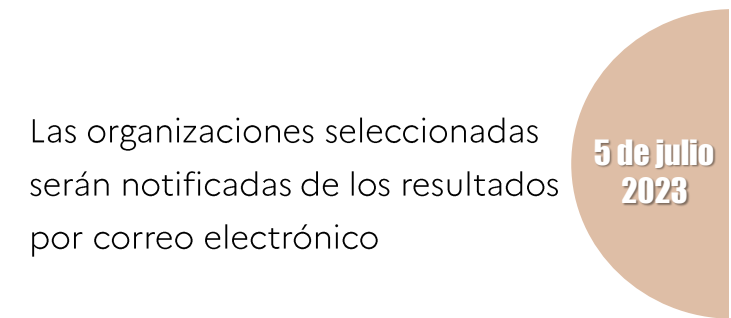 Las organizaciones seleccionadas
serán notificadas de los resultados
por correo electrónico
5 de julio
2023